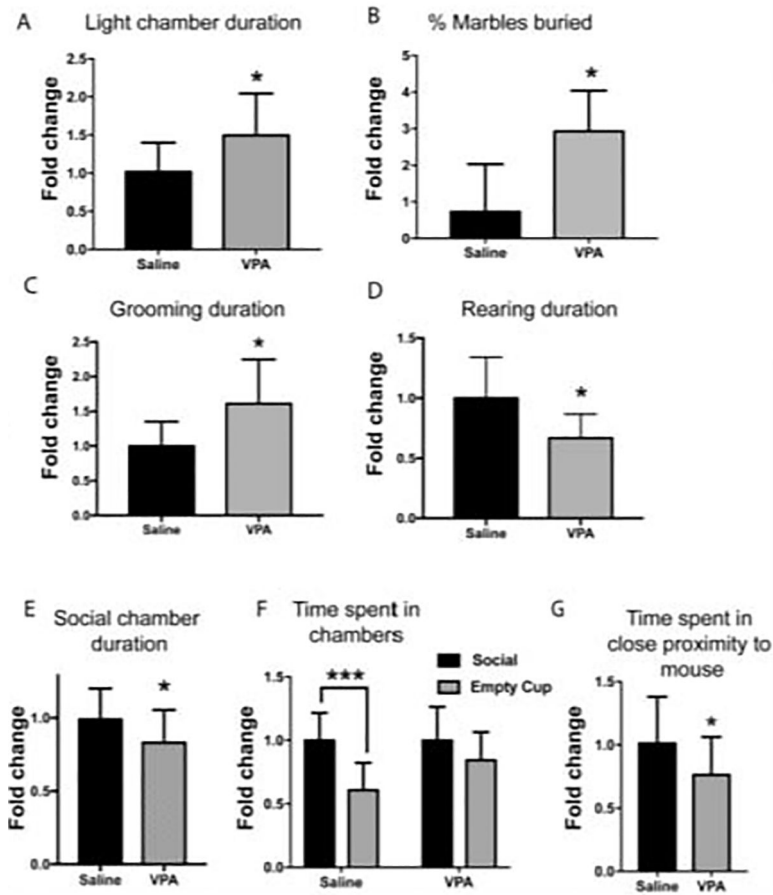 A
Light chamber duration
Fold change
2.5
2.0
1.5
1.0
0.5
0.0
*
Saline VPA
B
% Marbles buried
Fold change
5
4
3
2
1
0
*
Saline VPA
C
Grooming duration
Fold change
2.5
2.0
1.5
1.0
0.5
0.0
*
Saline VPA
D
Rearing duration
Fold change
1.5
1.0
0.5
0.0
*
Saline VPA
E
Social chamber
duration
Fold change
1.0
0.5
0.0
*
Saline VPA
F
Time spent in
chambers
Fold change
1.5
1.0
0.5
0.0
***
Social
Empty Cup
Saline VPA
G
Time spent in
close proximity to
mouse
Fold change
1.5
1.0
0.5
0.0
*
Saline VPA